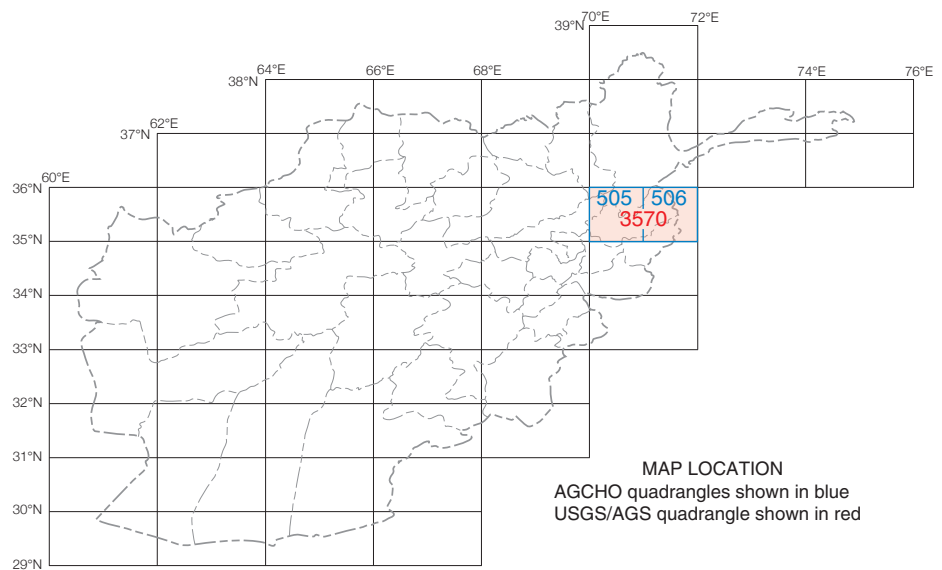 70°E 72°E
39°N
64°E 66°E 68°E 74°E 76°E
38°N
62°E
37°N
60°E
36°N
505 506
3570
35°N
34°N
33°N
32°N
31°N
MAP LOCATION
AGCHO quadrangles shown in blue
30°N
USGS/AGS quadrangle shown in red
29°N